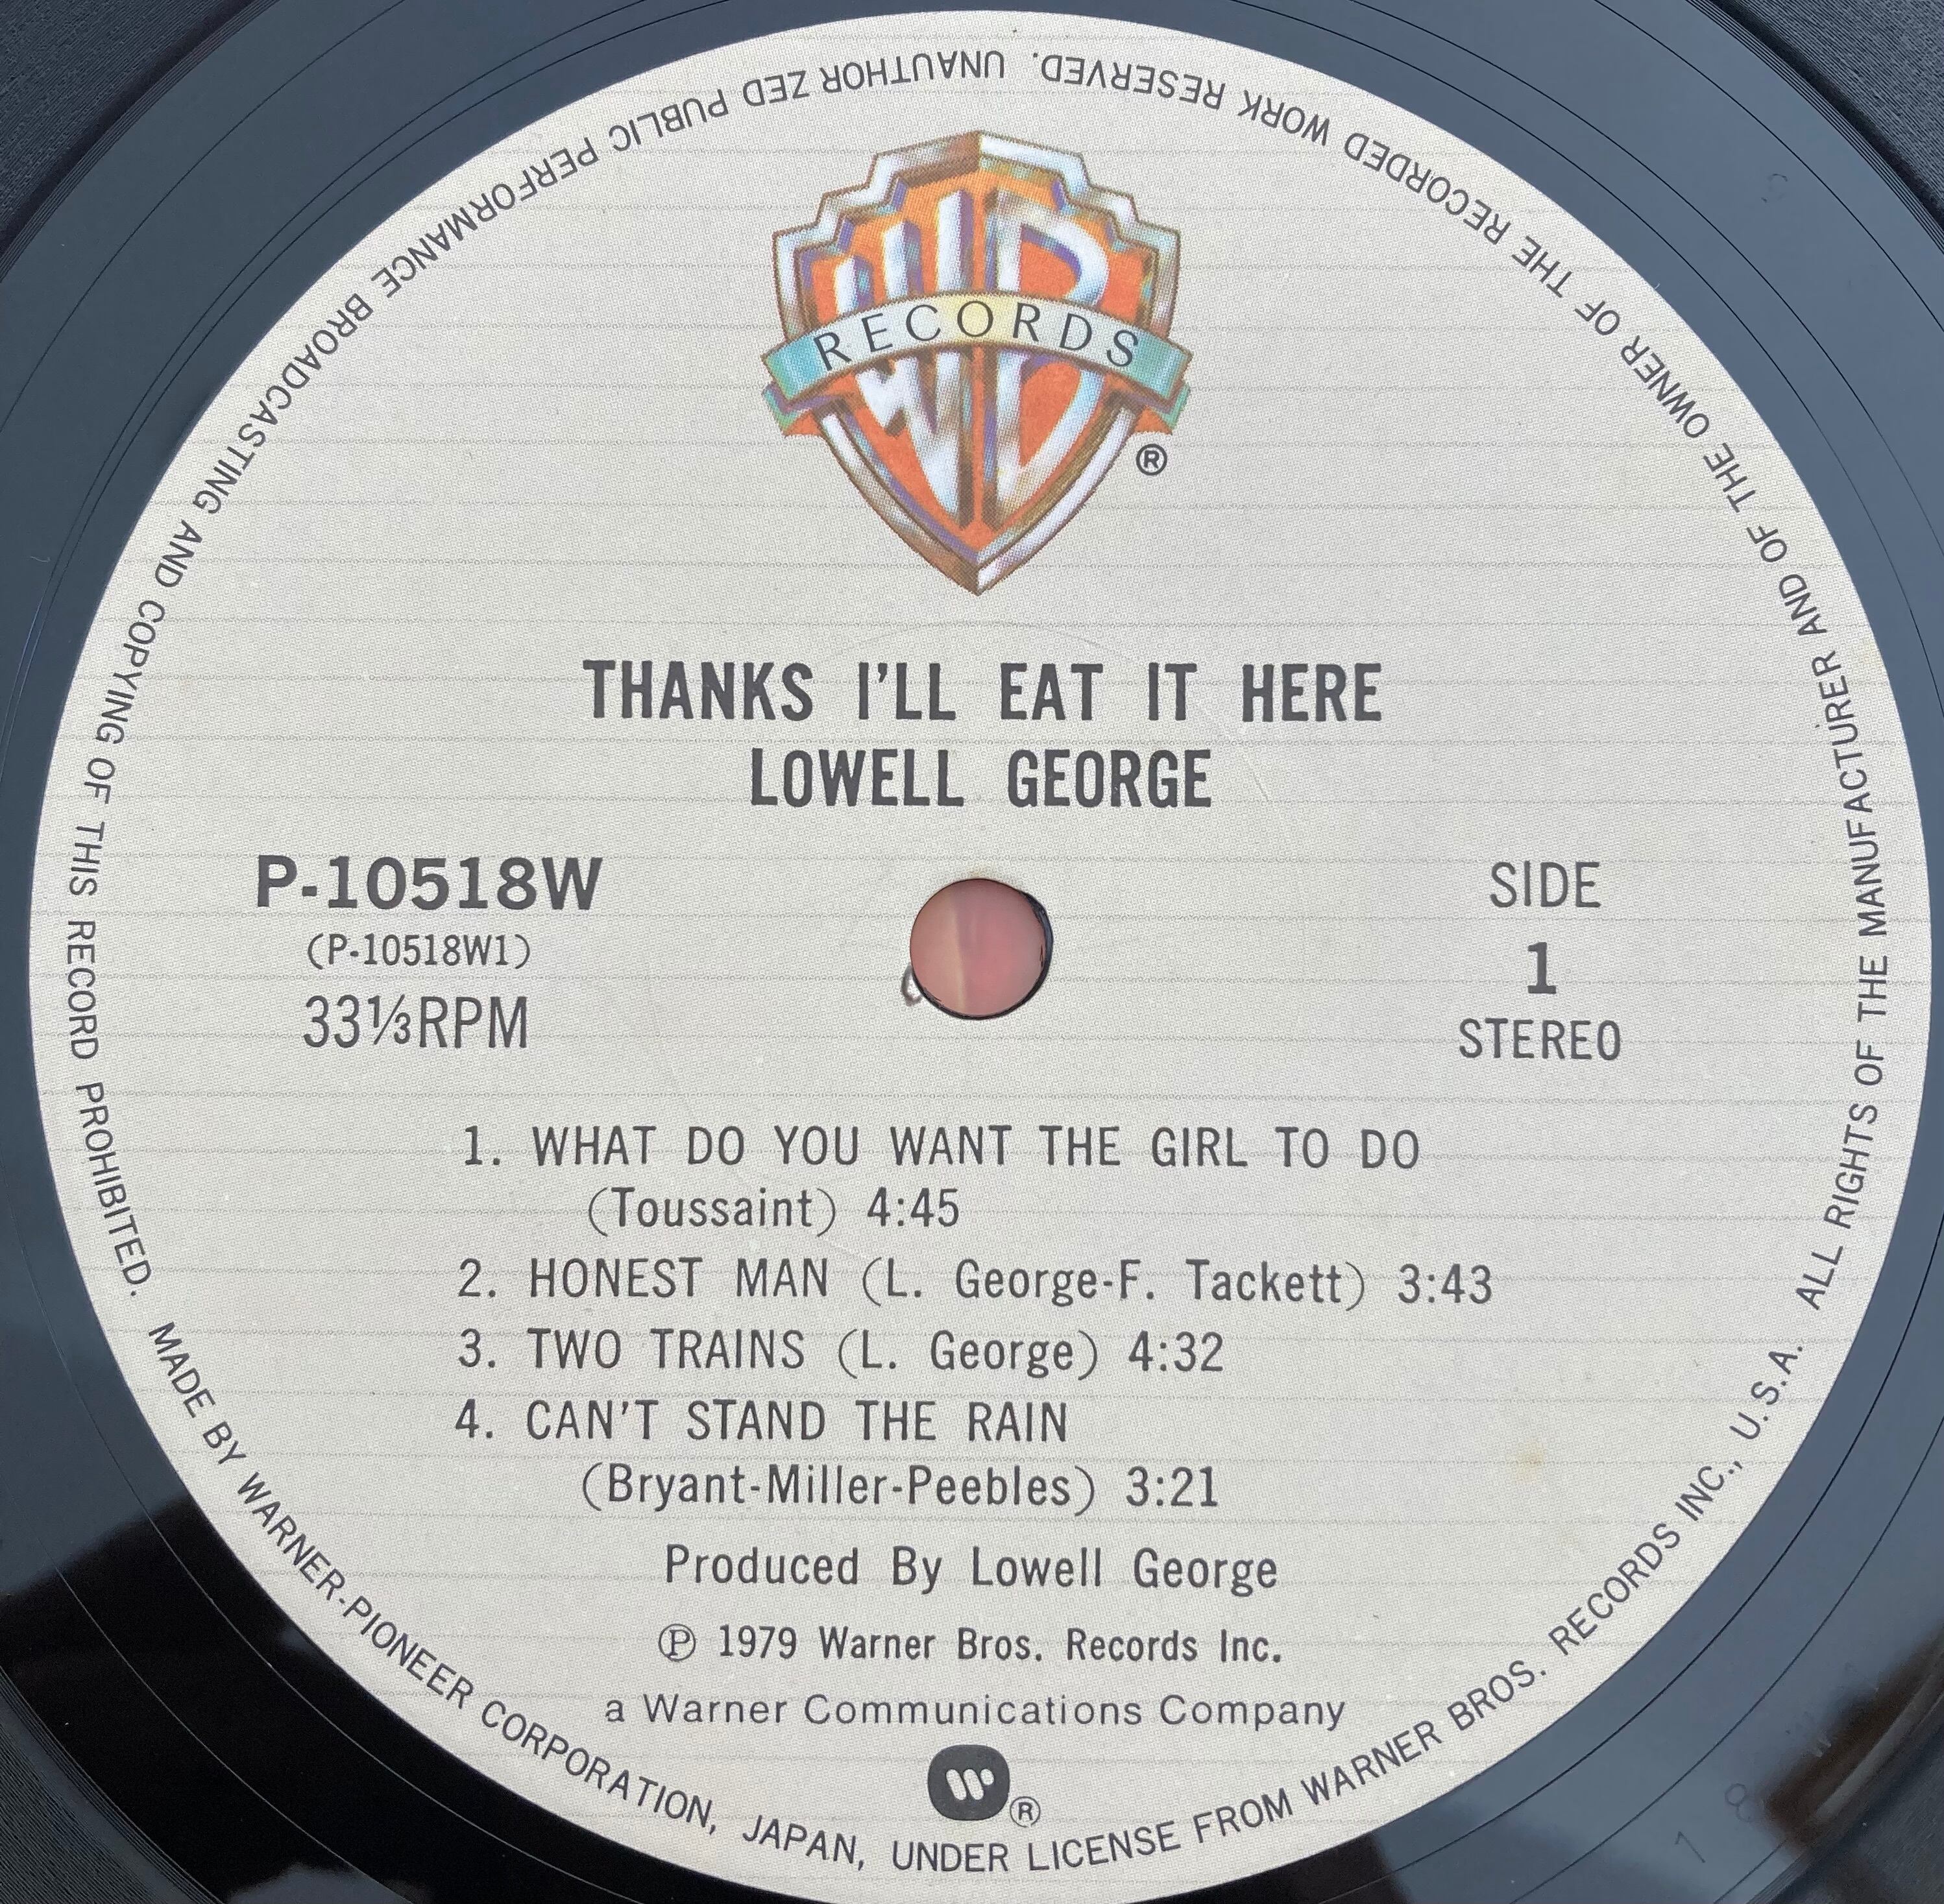 WB
RECORDS
®
THANKS I'LL EAT IT HERE
LOWELL GEORGE
P-10518W
(P-10518W1)
33⅓RPM
SIDE
1
STEREO
1. WHAT DO YOU WANT THE GIRL TO DO
(Toussaint) 4:45
2. HONEST MAN (L. George-F. Tackett) 3:43
3. TWO TRAINS (L. George) 4:32
4. CAN'T STAND THE RAIN
(Bryant-Miller-Peebles) 3:21
Produced By Lowell George
℗ 1979 Warner Bros. Records Inc.
a Warner Communications Company
®
MADE BY WARNER-PIONEER CORPORATION, JAPAN, UNDER LICENSE FROM WARNER BROS. RECORDS INC., U.S.A. ALL RIGHTS OF THE MANUFACTURER AND OF THE OWNER OF THE RECORDED WORK RESERVED. UNAUTHOR ZED PUBLIC PERFORMANCE BROADCASTING AND COPYING OF THIS RECORD PROHIBITED.